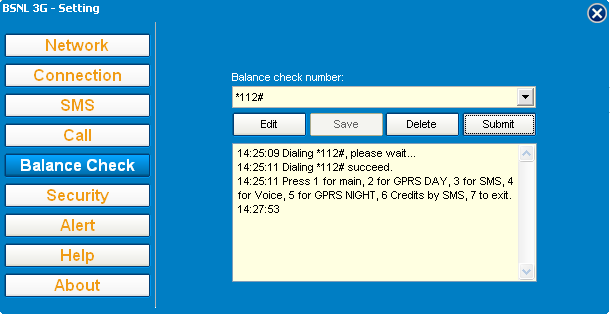 BSNL 3G - Setting
Network
Connection
SMS
Call
Balance Check
Security
Alert
Help
About
Balance check number:
*112#
Edit Save Delete Submit
14:25:09 Dialing *112#, please wait...
14:25:11 Dialing *112# succeed.
14:25:11 Press 1 for main, 2 for GPRS DAY, 3 for SMS, 4
for Voice, 5 for GPRS NIGHT, 6 Credits by SMS, 7 to exit.
14:27:53